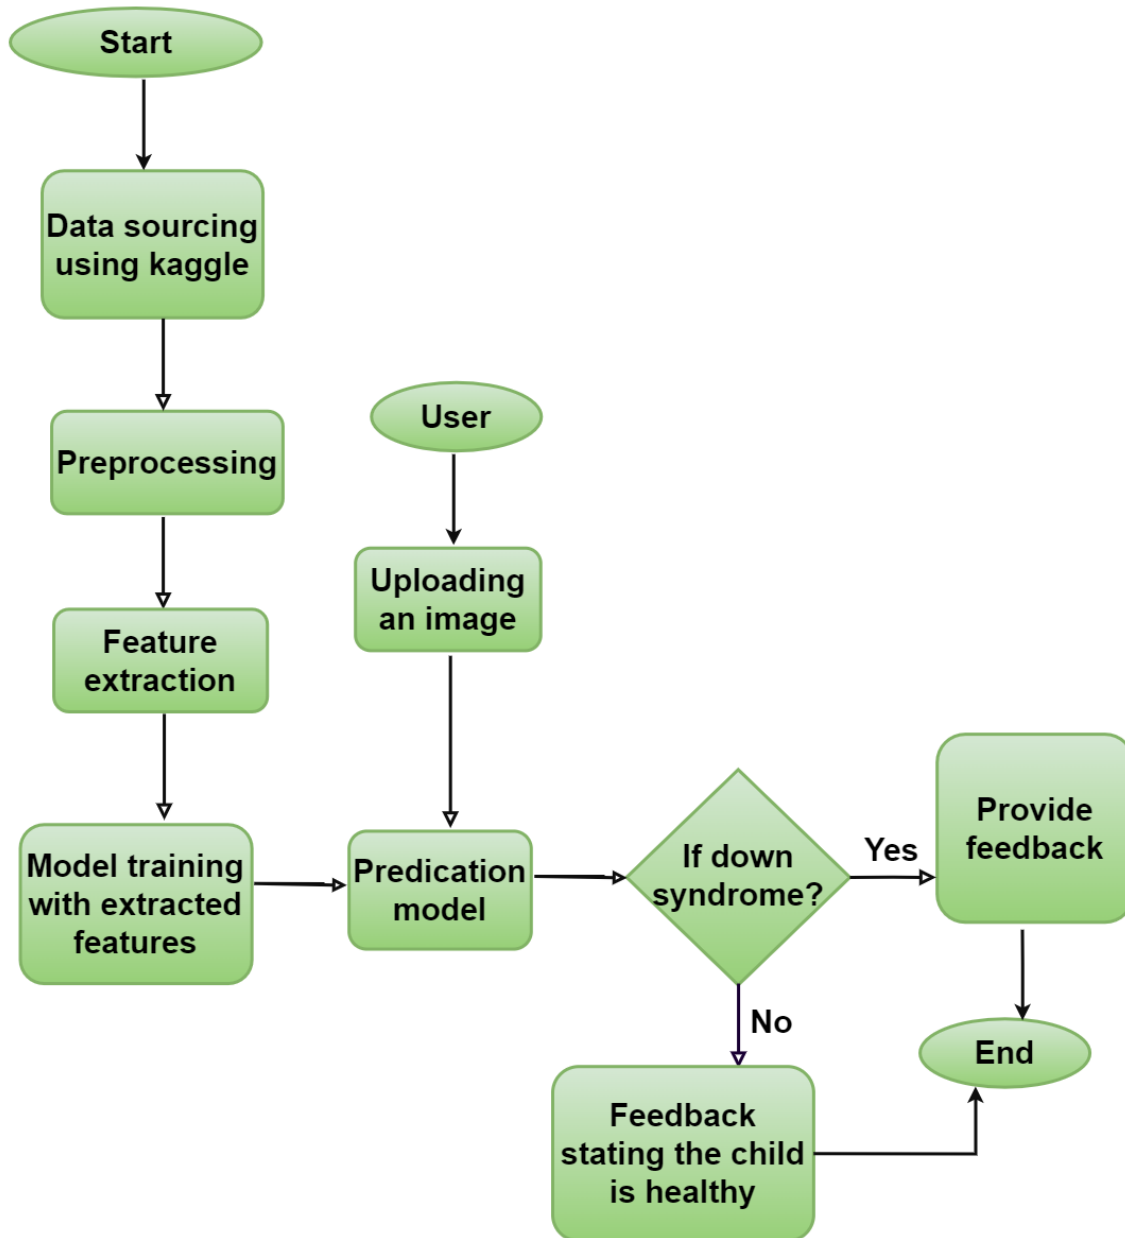 Start
Data sourcing
using kaggle
Preprocessing
Feature
extraction
Model training
with extracted
features
User
Uploading
an image
Predication
model
If down
syndrome?
Yes
Provide
feedback
No
Feedback
stating the child
is healthy
End